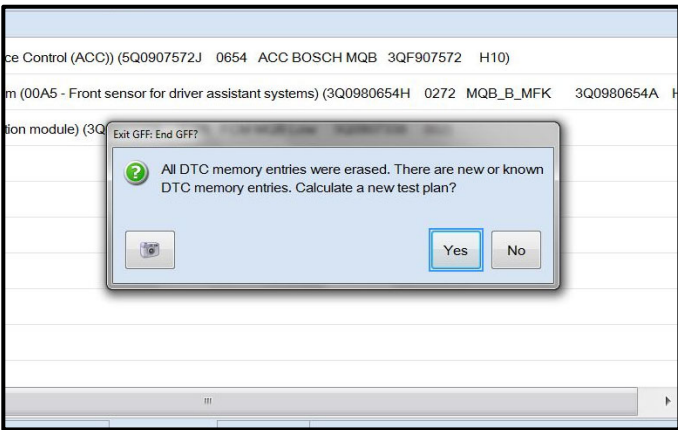 ce Control (ACC)) (5Q0907572J 0654 ACC BOSCH MQB 3QF907572 H10)
m (00A5 - Front sensor for driver assistant systems) (3Q0980654H 0272 MQB_B_MFK 3Q0980654A H
tion module) (3Q
Exit GFF: End GFF?
All DTC memory entries were erased. There are new or known
DTC memory entries. Calculate a new test plan?
Yes No